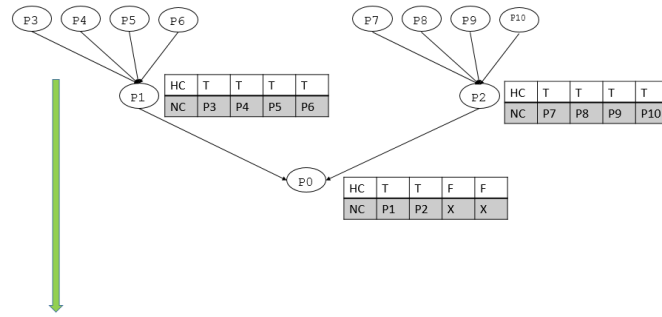 P3 P4 P5 P6 P7 P8 P9 P10
P1 HC T T T T
NC P3 P4 P5 P6
P2 HC T T T T
NC P7 P8 P9 P10
P0 HC T T F F
NC P1 P2 X X